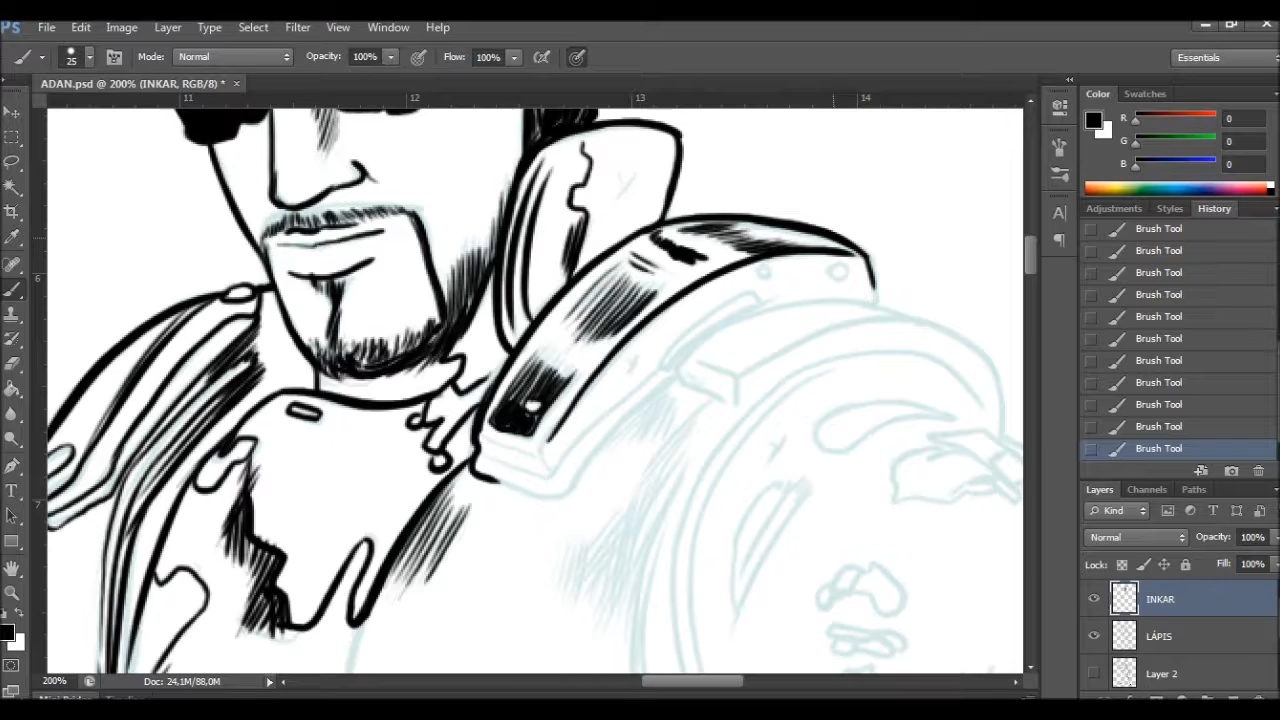 PS File Edit Image Layer Type Select Filter View Window Help
25 Mode: Normal Opacity: 100% Flow: 100% Essentials
ADAN.psd @ 200% (INKAR, RGB/8) * ×
11 12 13 14
6
7
Color Swatches
R 0
G 0
B 0
Adjustments Styles History
Brush Tool
Brush Tool
Brush Tool
Brush Tool
Brush Tool
Brush Tool
Brush Tool
Brush Tool
Brush Tool
Brush Tool
Brush Tool
Layers Channels Paths
Kind
Normal Opacity: 100%
Lock: Fill: 100%
INKAR
LÁPIS
Layer 2
200% Doc: 24,1M/88,0M